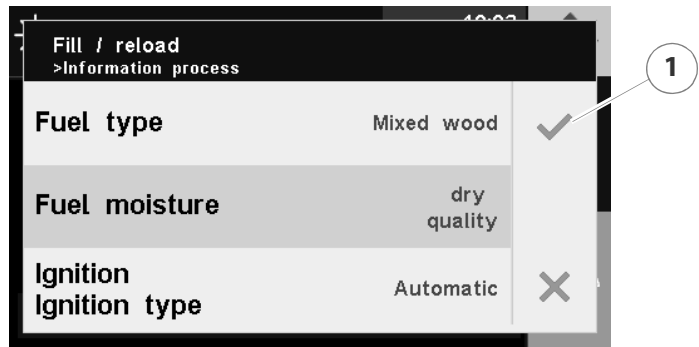 Fill / reload
>Information process
1
Fuel type Mixed wood
Fuel moisture dry quality
Ignition
Ignition type Automatic